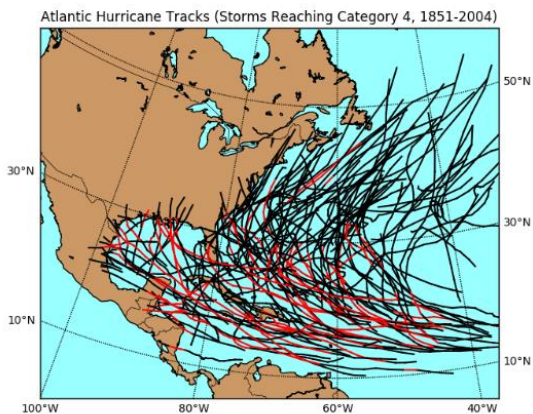 Atlantic Hurricane Tracks (Storms Reaching Category 4, 1851-2004)
50°N
30°N
30°N
10°N
10°N
100°W 80°W 60°W 40°W